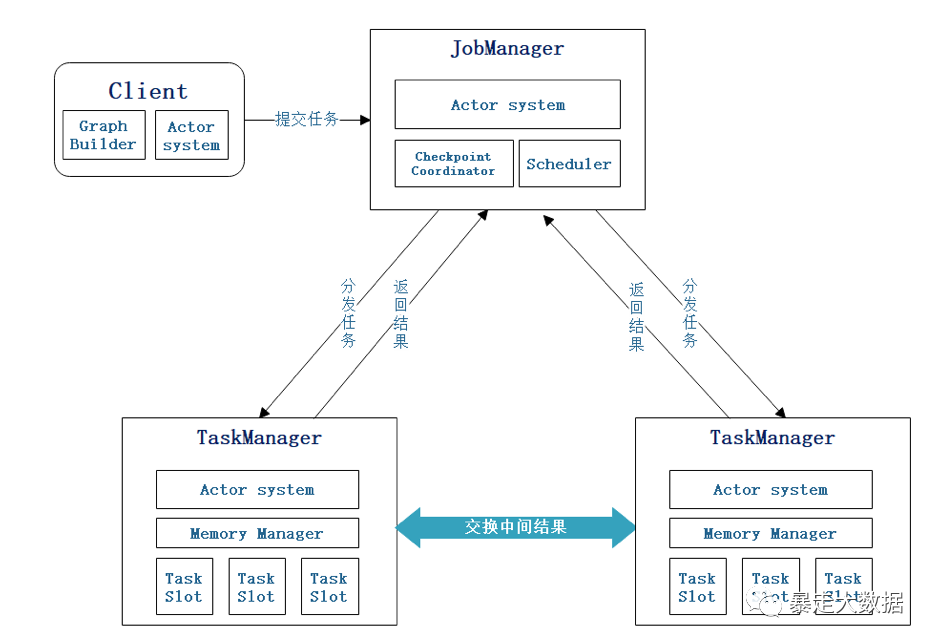 JobManager
Client
Actor system
Graph
Builder
Actor
system
提交任务
Checkpoint
Coordinator
Scheduler
分发任务
返回结果
返回结果
分发任务
TaskManager
TaskManager
Actor system
Actor system
交换中间结果
Memory Manager
Memory Manager
Task
Slot
Task
Slot
Task
Slot
Task
Slot
Task
Slot
Task
Slot
暴走大数据